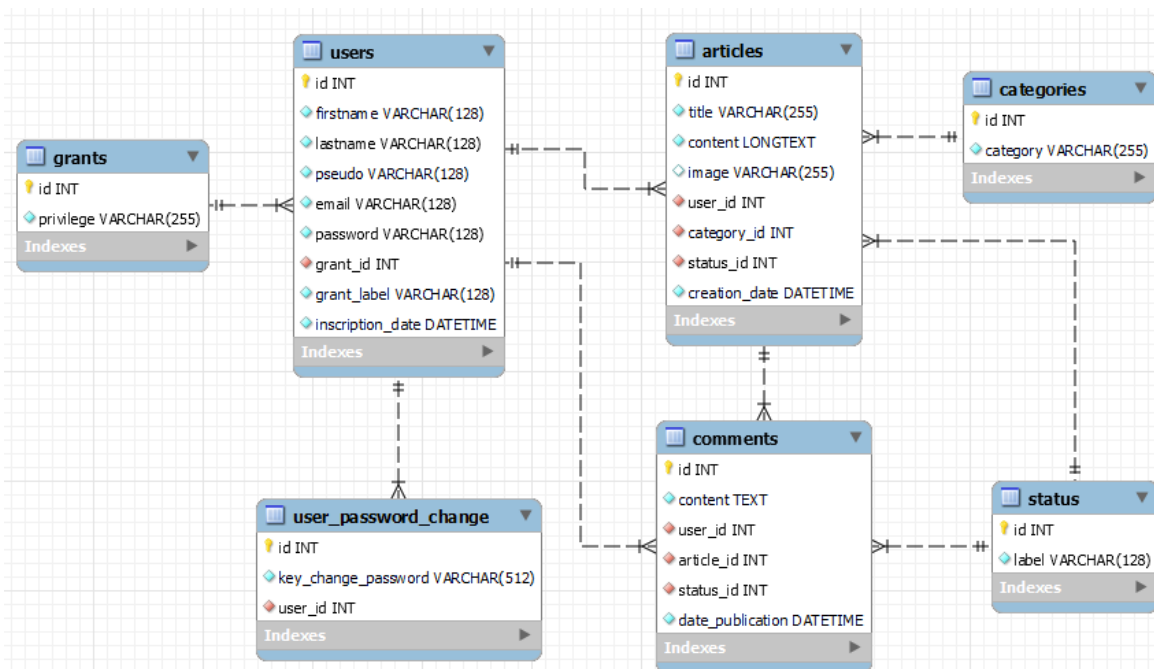 grants
id INT
privilege VARCHAR(255)
Indexes
users
id INT
firstname VARCHAR(128)
lastname VARCHAR(128)
pseudo VARCHAR(128)
email VARCHAR(128)
password VARCHAR(128)
grant_id INT
grant_label VARCHAR(128)
inscription_date DATETIME
Indexes
articles
id INT
title VARCHAR(255)
content LONGTEXT
image VARCHAR(255)
user_id INT
category_id INT
status_id INT
creation_date DATETIME
Indexes
categories
id INT
category VARCHAR(255)
Indexes
user_password_change
id INT
key_change_password VARCHAR(512)
user_id INT
Indexes
comments
id INT
content TEXT
user_id INT
article_id INT
status_id INT
date_publication DATETIME
Indexes
status
id INT
label VARCHAR(128)
Indexes